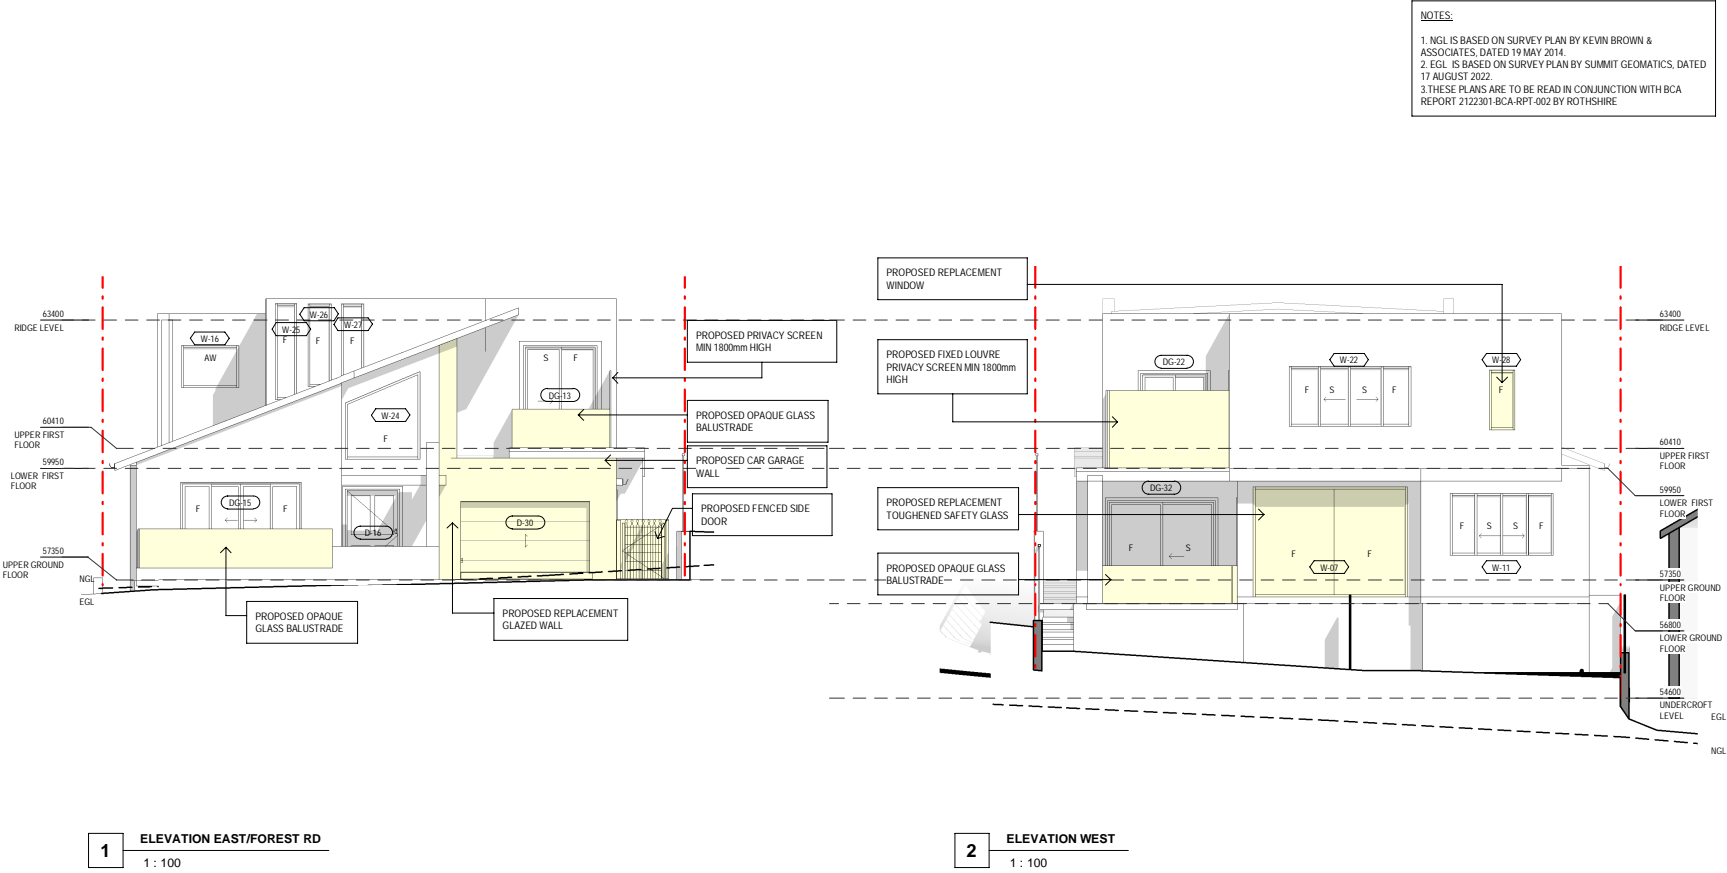 NOTES:
1. NGL IS BASED ON SURVEY PLAN BY KEVIN BROWN &
ASSOCIATES, DATED 19 MAY 2014.
2. EGL IS BASED ON SURVEY PLAN BY SUMMIT GEOMATICS, DATED
17 AUGUST 2022.
3.THESE PLANS ARE TO BE READ IN CONJUNCTION WITH BCA
REPORT 2122301-BCA-RPT-002 BY ROTHSHIRE
63400
RIDGE LEVEL
60410
UPPER FIRST
FLOOR
59950
LOWER FIRST
FLOOR
57350
UPPER GROUND
FLOOR
NGL
EGL
W-16
AW
W-25
F
W-26
F
W-27
F
W-24
F
S F
DG-13
F
DG-15
F
D-16
D-30
PROPOSED PRIVACY SCREEN
MIN 1800mm HIGH
PROPOSED OPAQUE GLASS
BALUSTRADE
PROPOSED CAR GARAGE
WALL
PROPOSED FENCED SIDE
DOOR
PROPOSED OPAQUE
GLASS BALUSTRADE
PROPOSED REPLACEMENT
GLAZED WALL
1
ELEVATION EAST/FOREST RD
1 : 100
PROPOSED REPLACEMENT
WINDOW
PROPOSED FIXED LOUVRE
PRIVACY SCREEN MIN 1800mm
HIGH
PROPOSED REPLACEMENT
TOUGHENED SAFETY GLASS
PROPOSED OPAQUE GLASS
BALUSTRADE
DG-22
W-22
F S S F
W-28
F
DG-32
F S
F F
W-07
F S S F
W-11
63400
RIDGE LEVEL
60410
UPPER FIRST
FLOOR
59950
LOWER FIRST
FLOOR
57350
UPPER GROUND
FLOOR
56800
LOWER GROUND
FLOOR
54600
UNDERCROFT
LEVEL
EGL
NGL
2
ELEVATION WEST
1 : 100